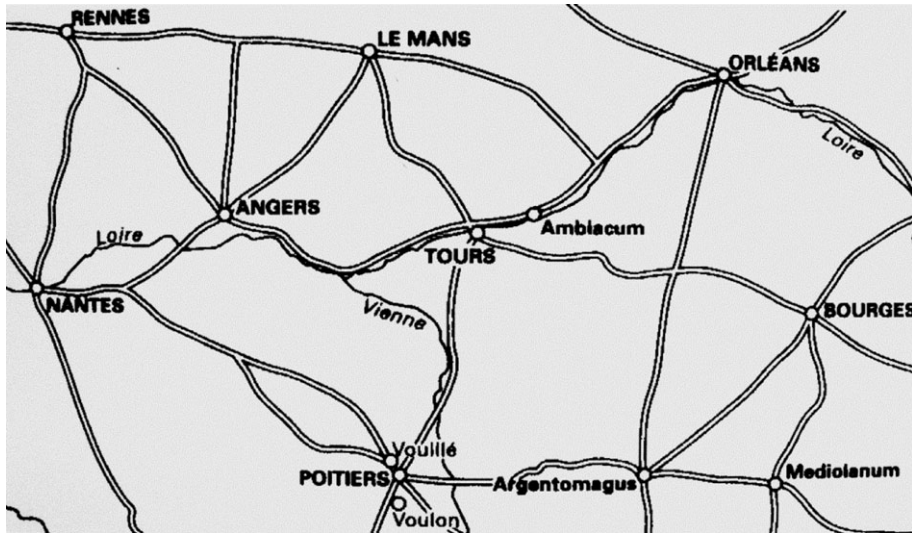 RENNES
LE MANS
ORLÉANS
Loire
ANGERS
Ambiacum
Loire
TOURS
NANTES
Vienne
BOURGES
Vouillé
POITIERS
Argentomagus
Mediolanum
Voulon